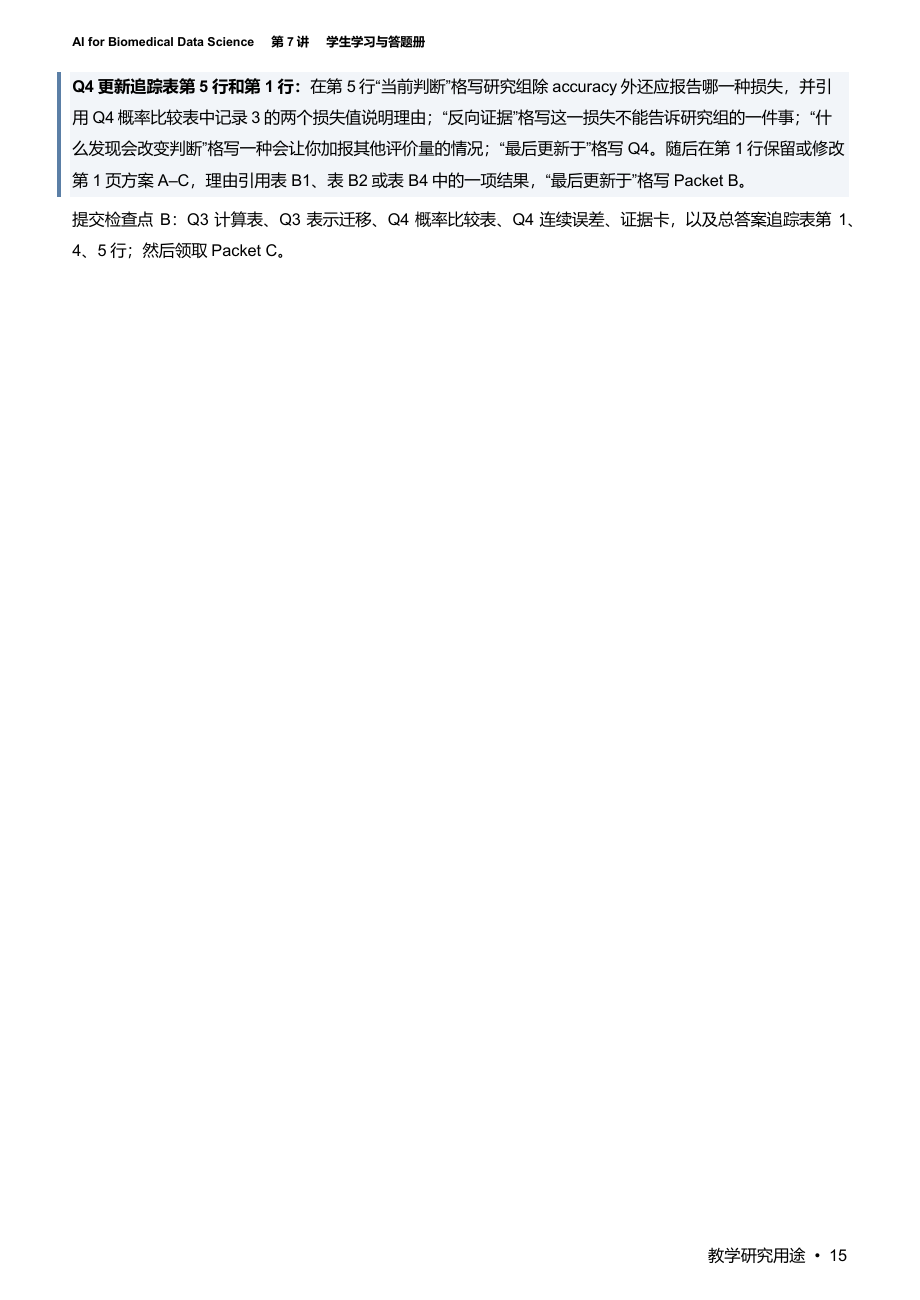 AI for Biomedical Data Science 第 7 讲 学生学习与答题册
Q4 更新追踪表第 5 行和第 1 行：在第 5 行“当前判断”格写研究组除 accuracy 外还应报告哪一种损失，并引
用 Q4 概率比较表中记录 3 的两个损失值说明理由；“反向证据”格写这一损失不能告诉研究组的一件事；“什
么发现会改变判断”格写一种会让你加报其他评价量的情况；“最后更新于”格写 Q4。随后在第 1 行保留或修改
第 1 页方案 A–C，理由引用表 B1、表 B2 或表 B4 中的一项结果，“最后更新于”格写 Packet B。
提交检查点 B：Q3 计算表、Q3 表示迁移、Q4 概率比较表、Q4 连续误差、证据卡，以及总答案追踪表第 1、
4、5 行；然后领取 Packet C。
教学研究用途 • 15